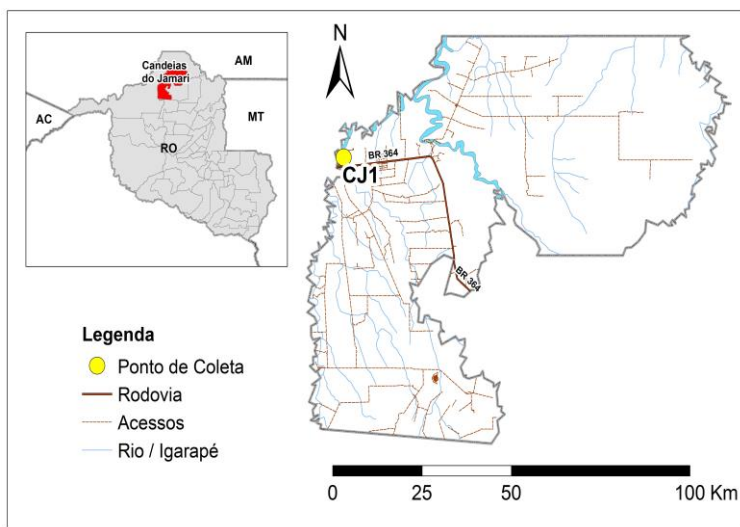 AM
Candeias
do Jamari
MT
AC
RO
N
BR 364
CJ1
BR 364
Legenda
Ponto de Coleta
Rodovia
Acessos
Rio / Igarapé
0 25 50 100 Km